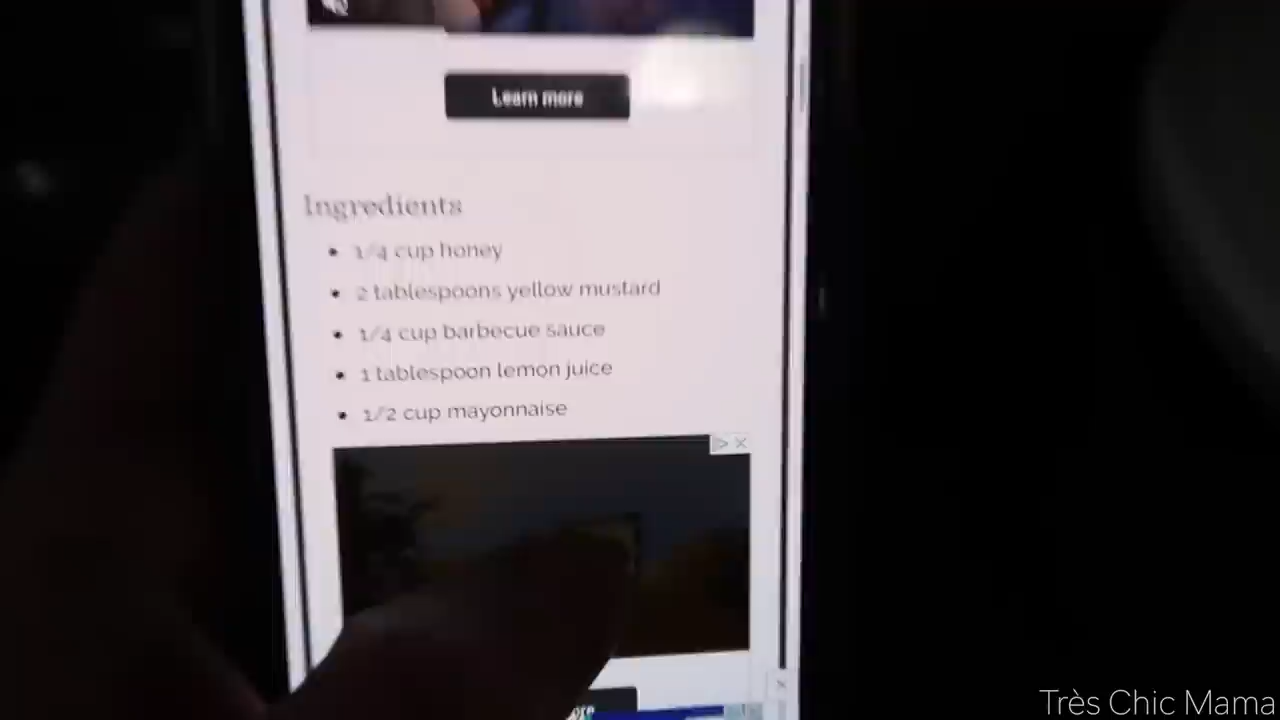 Learn more
Ingredients
1/4 cup honey
2 tablespoons yellow mustard
1/4 cup barbecue sauce
1 tablespoon lemon juice
1/2 cup mayonnaise
Très Chic Mama